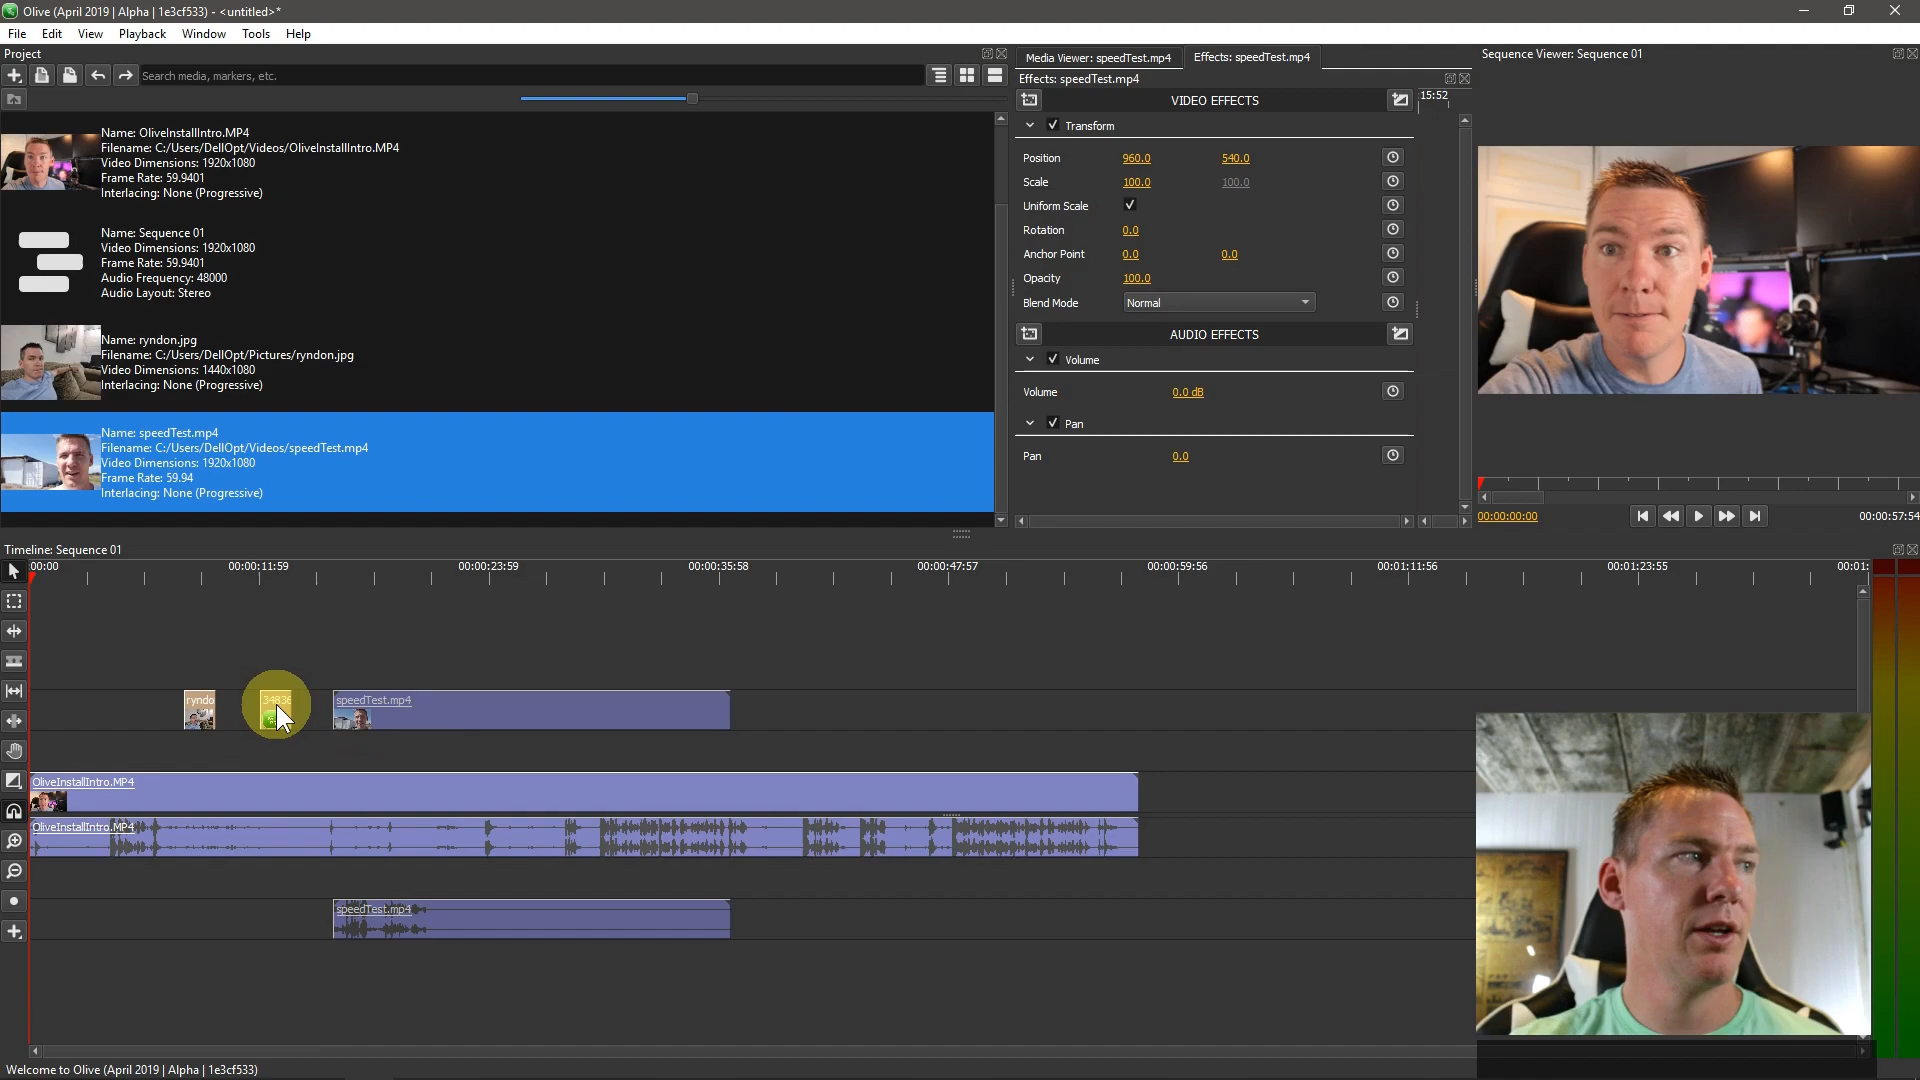 Olive (April 2019 | Alpha | 1e3cf533) - <untitled>*
File Edit View Playback Window Tools Help
Project
Search media, markers, etc.
Name: OliveInstallIntro.MP4
Filename: C:/Users/DellOpt/Videos/OliveInstallIntro.MP4
Video Dimensions: 1920x1080
Frame Rate: 59.9401
Interlacing: None (Progressive)
Name: Sequence 01
Video Dimensions: 1920x1080
Frame Rate: 59.9401
Audio Frequency: 48000
Audio Layout: Stereo
Name: ryndon.jpg
Filename: C:/Users/DellOpt/Pictures/ryndon.jpg
Video Dimensions: 1440x1080
Interlacing: None (Progressive)
Name: speedTest.mp4
Filename: C:/Users/DellOpt/Videos/speedTest.mp4
Video Dimensions: 1920x1080
Frame Rate: 59.94
Interlacing: None (Progressive)
Media Viewer: speedTest.mp4 Effects: speedTest.mp4
Effects: speedTest.mp4
VIDEO EFFECTS
15:52
Transform
Position 960.0 540.0
Scale 100.0 100.0
Uniform Scale
Rotation 0.0
Anchor Point 0.0 0.0
Opacity 100.0
Blend Mode Normal
AUDIO EFFECTS
Volume
Volume 0.0 dB
Pan
Pan 0.0
Sequence Viewer: Sequence 01
00:00:00:00 00:00:57:54
Timeline: Sequence 01
00:00 00:00:11:59 00:00:23:59 00:00:35:58 00:00:47:57 00:00:59:56 00:01:11:56 00:01:23:55 00:01:
ryndo 34836 speedTest.mp4
OliveInstallIntro.MP4
OliveInstallIntro.MP4
speedTest.mp4
Welcome to Olive (April 2019 | Alpha | 1e3cf533)